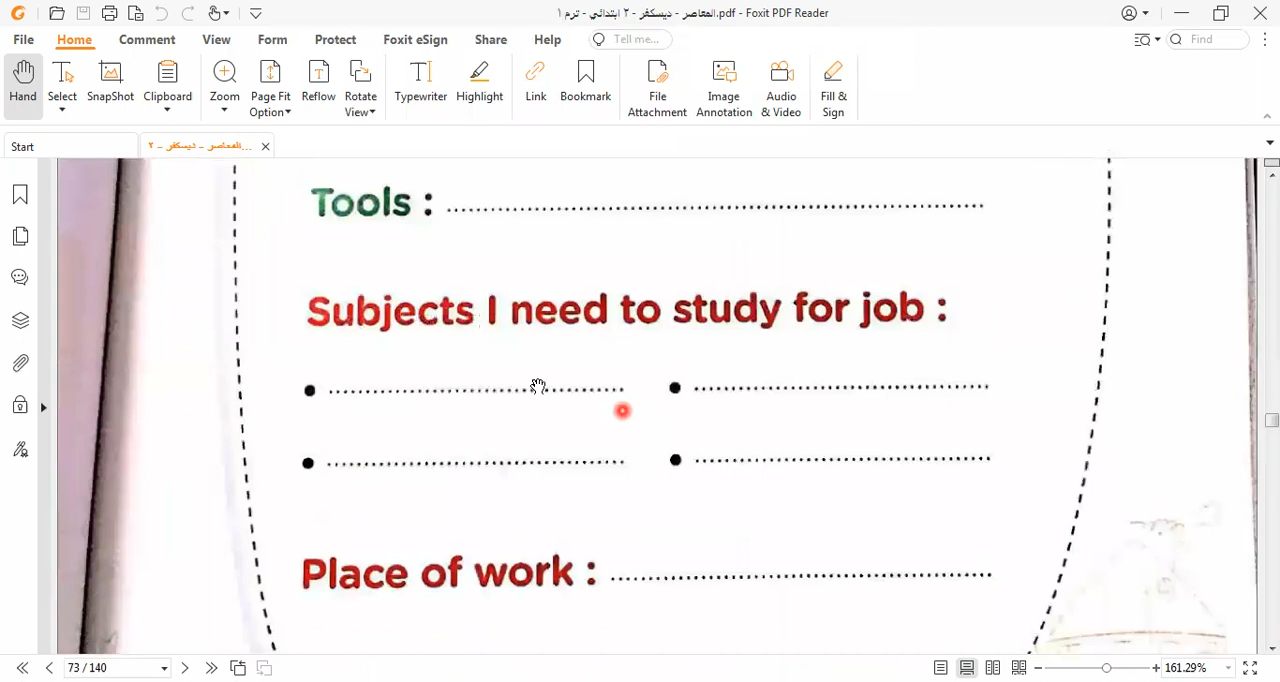 المعاصر - ديسكفر - ٢ ابتدائي - ترم ١.pdf - Foxit PDF Reader
File Home Comment View Form Protect Foxit eSign Share Help Tell me... Find
Hand Select SnapShot Clipboard Zoom Page Fit Option Reflow Rotate View Typewriter Highlight Link Bookmark File Attachment Image Annotation Audio & Video Fill & Sign
Start
المعاصر - ديسكفر - ٢...
Tools : ........................................
Subjects I need to study for job :
• .................... • ....................
• .................... • ....................
Place of work : ........................................
73 / 140
161.29%